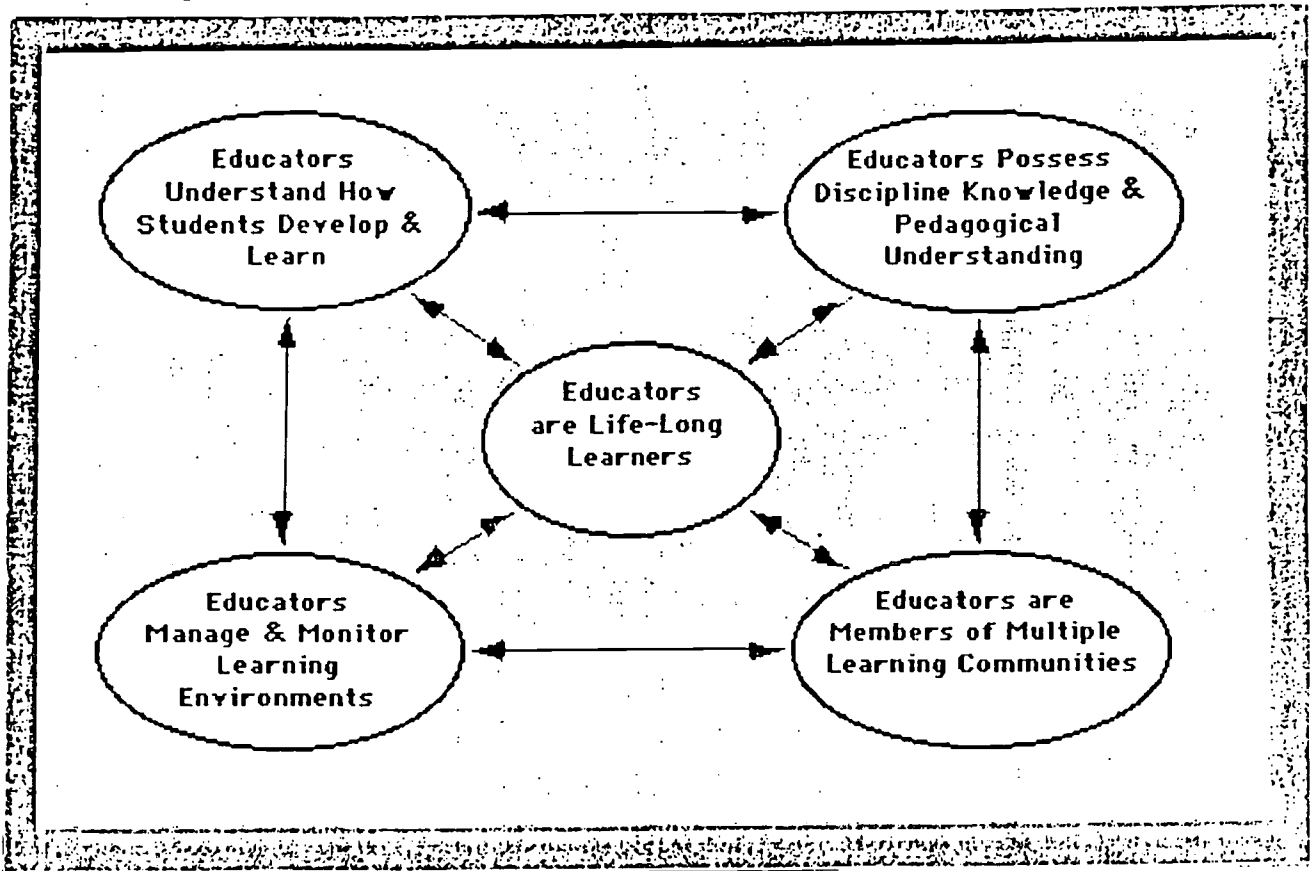 Educators
Understand How
Students Develop &
Learn
Educators Possess
Discipline Knowledge &
Pedagogical
Understanding
Educators
are Life-Long
Learners
Educators
Manage & Monitor
Learning
Environments
Educators are
Members of Multiple
Learning Communities